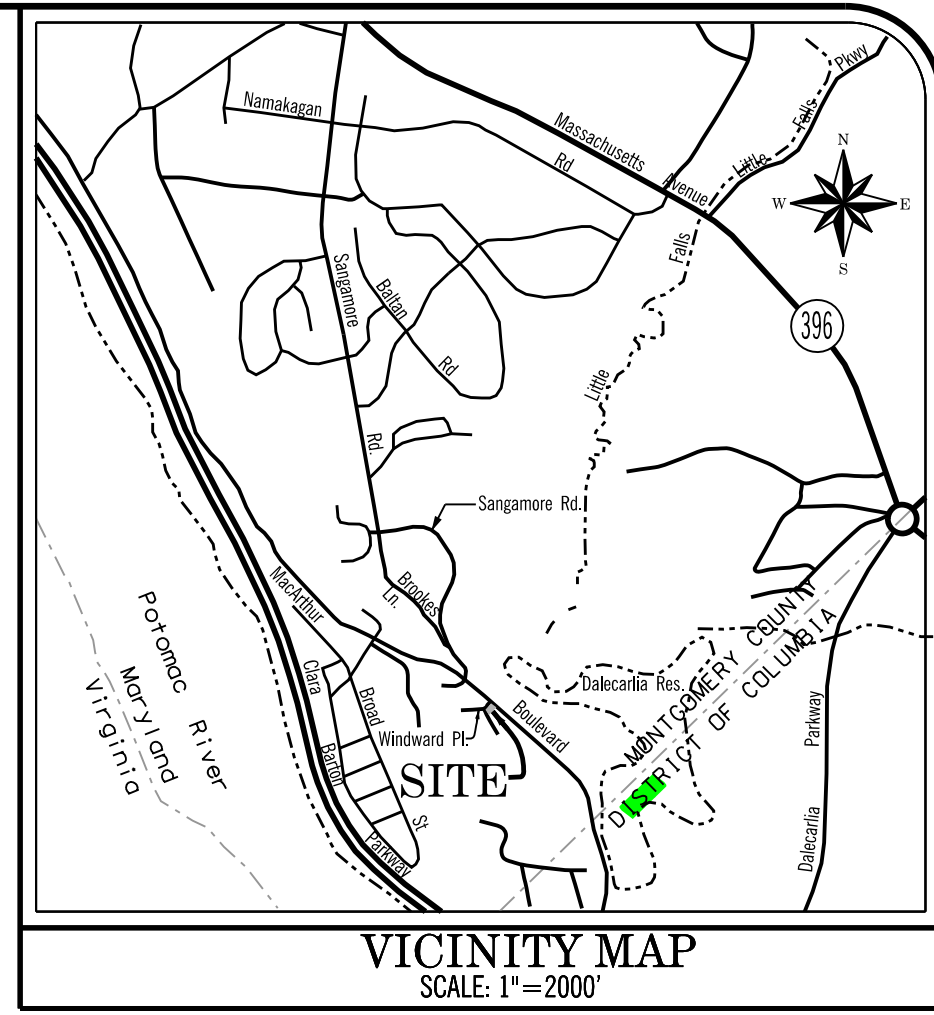 Namakagan
Rd
Massachusetts
Avenue
Little
Falls
Pkwy
N
W
E
S
396
Sangamore
Rd.
Baltan
Rd
Little
Falls
Sangamore Rd.
Brookes
Ln.
MacArthur
Boulevard
Clara
Barton
Parkway
Broad
St
Windward Pl.
SITE
Dalecarlia Res.
MONTGOMERY COUNTY
DISTRICT OF COLUMBIA
Dalecarlia
Parkway
Potomac River
Maryland
Virginia
VICINITY MAP
SCALE: 1"=2000'